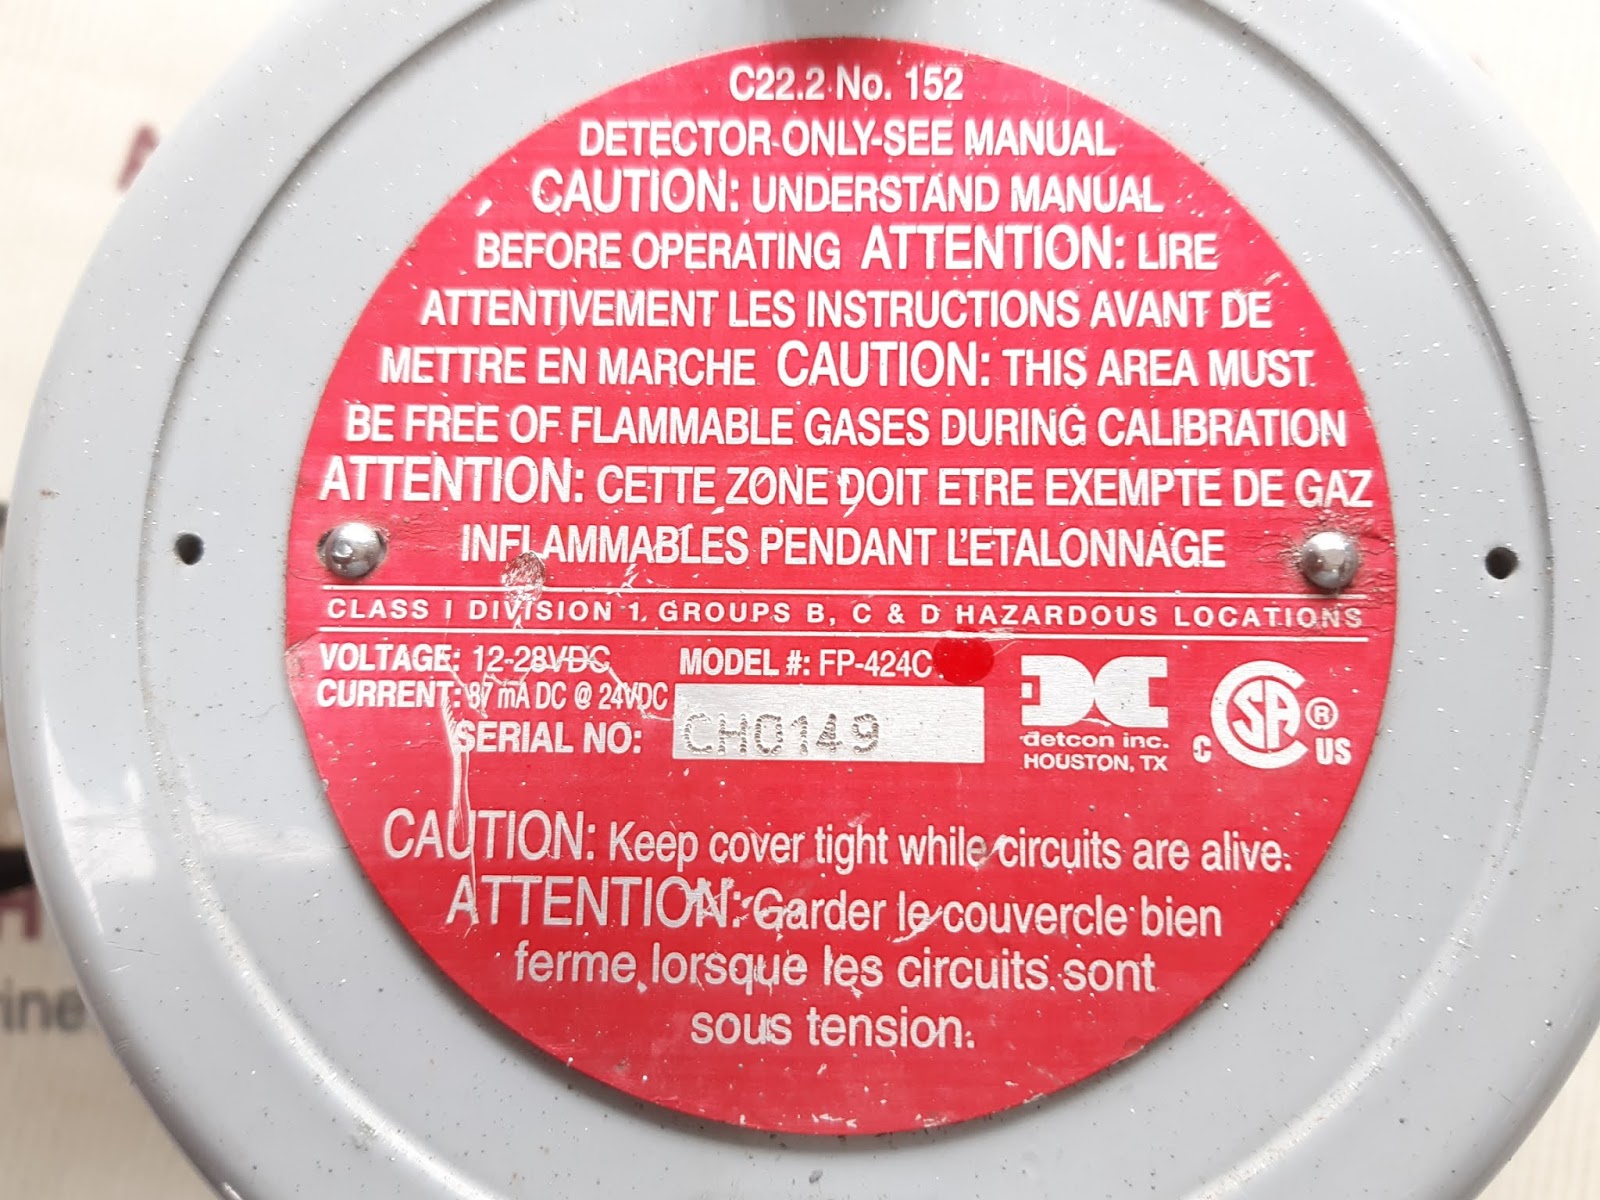 C22.2 No. 152
DETECTOR ONLY-SEE MANUAL
CAUTION: UNDERSTAND MANUAL
BEFORE OPERATING ATTENTION: LIRE
ATTENTIVEMENT LES INSTRUCTIONS AVANT DE
METTRE EN MARCHE CAUTION: THIS AREA MUST
BE FREE OF FLAMMABLE GASES DURING CALIBRATION
ATTENTION: CETTE ZONE DOIT ETRE EXEMPTE DE GAZ
INFLAMMABLES PENDANT L'ETALONNAGE
CLASS I DIVISION 1, GROUPS B, C & D HAZARDOUS LOCATIONS
VOLTAGE: 12-28VDC MODEL #: FP-424C
CURRENT: 87 mA DC @ 24VDC
SERIAL NO: CH0149
detcon inc.
HOUSTON, TX
C SA ® US
CAUTION: Keep cover tight while circuits are alive.
ATTENTION: Garder le couvercle bien
ferme lorsque les circuits sont
sous tension.